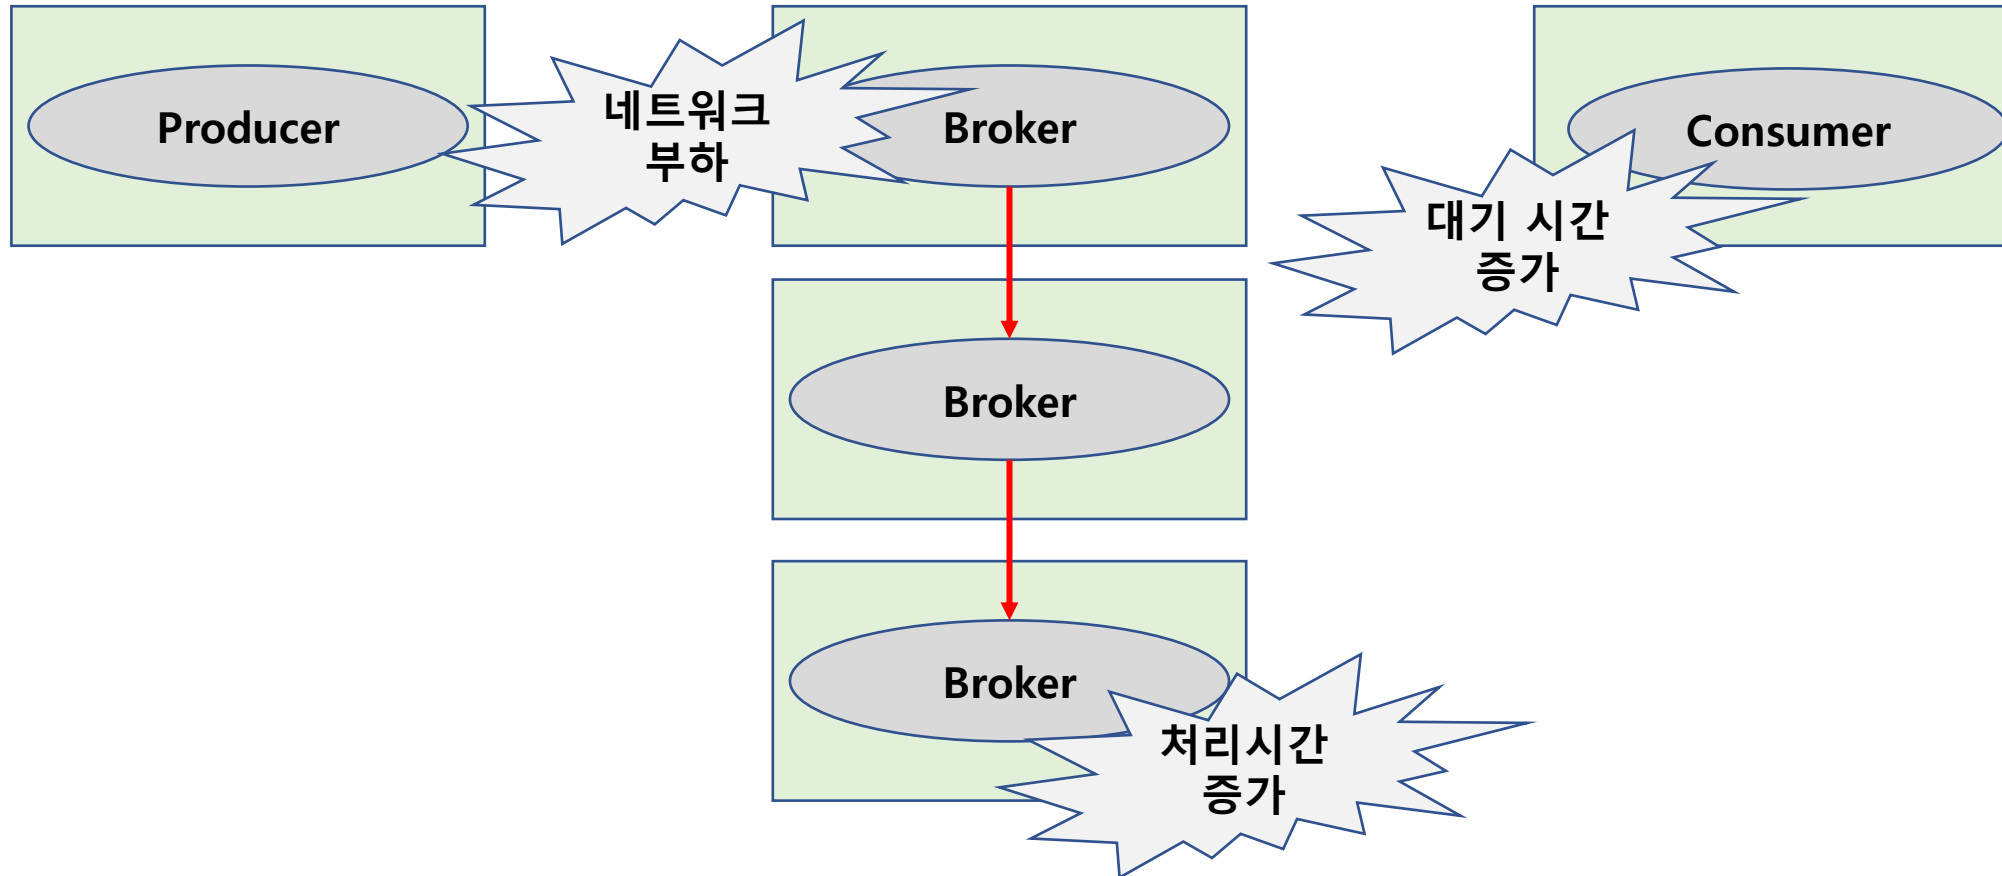 Producer
네트워크
부하
Broker
Consumer
대기 시간
증가
Broker
Broker
처리시간
증가